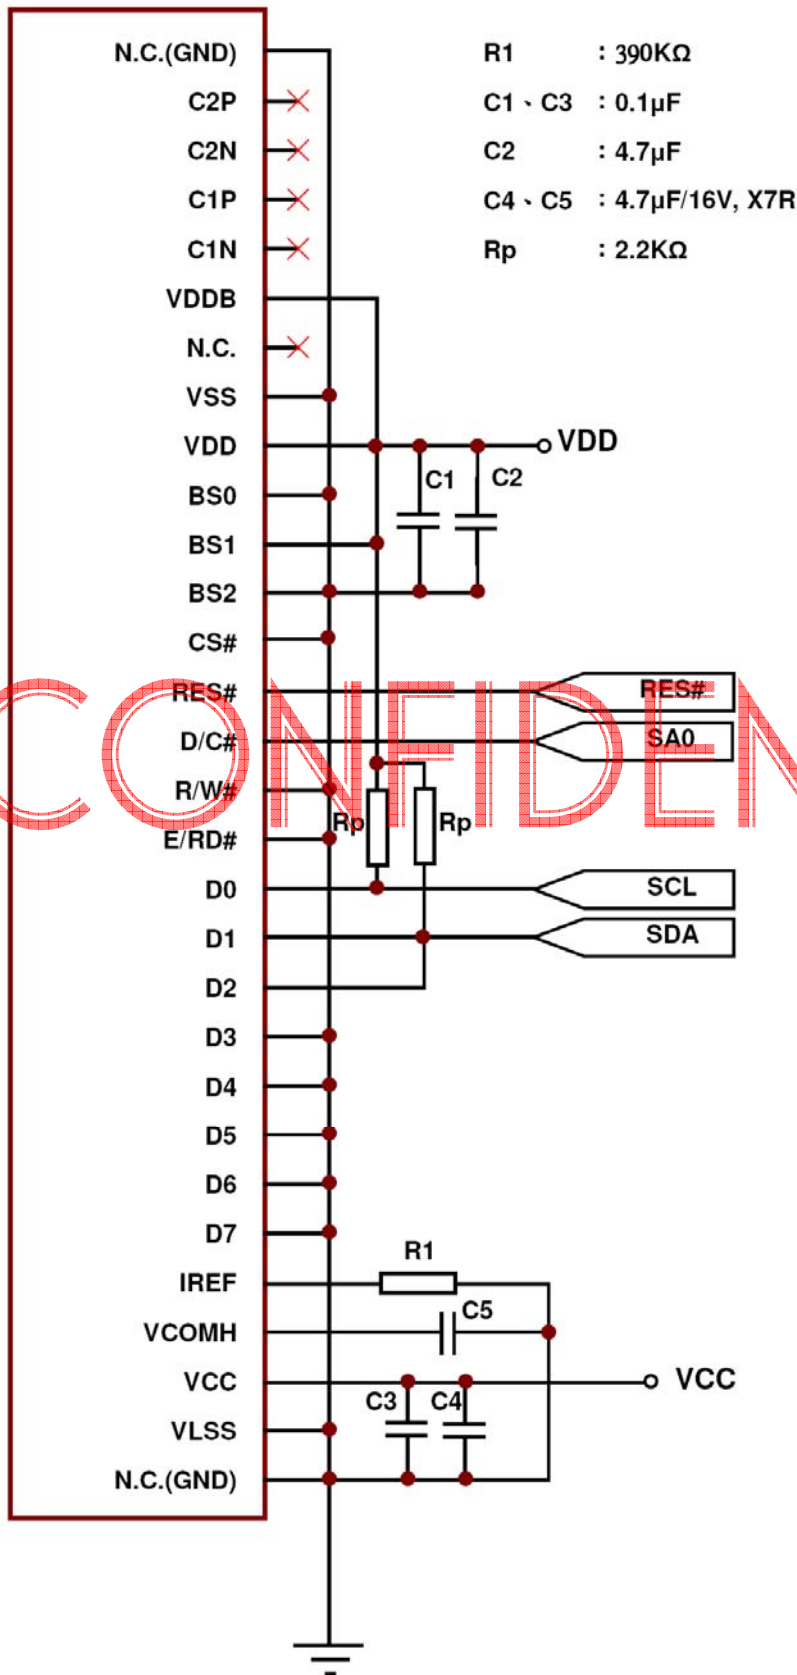 N.C.(GND)
C2P
C2N
C1P
C1N
VDDB
N.C.
VSS
VDD
BS0
BS1
BS2
CS#
RES#
D/C#
R/W#
E/RD#
D0
D1
D2
D3
D4
D5
D6
D7
IREF
VCOMH
VCC
VLSS
N.C.(GND)
R1 : 390KΩ
C1、C3 : 0.1μF
C2 : 4.7μF
C4、C5 : 4.7μF/16V, X7R
Rp : 2.2KΩ
VDD
C1
C2
RES#
SA0
Rp
Rp
SCL
SDA
R1
C5
VCC
C3
C4
CONFIDEN